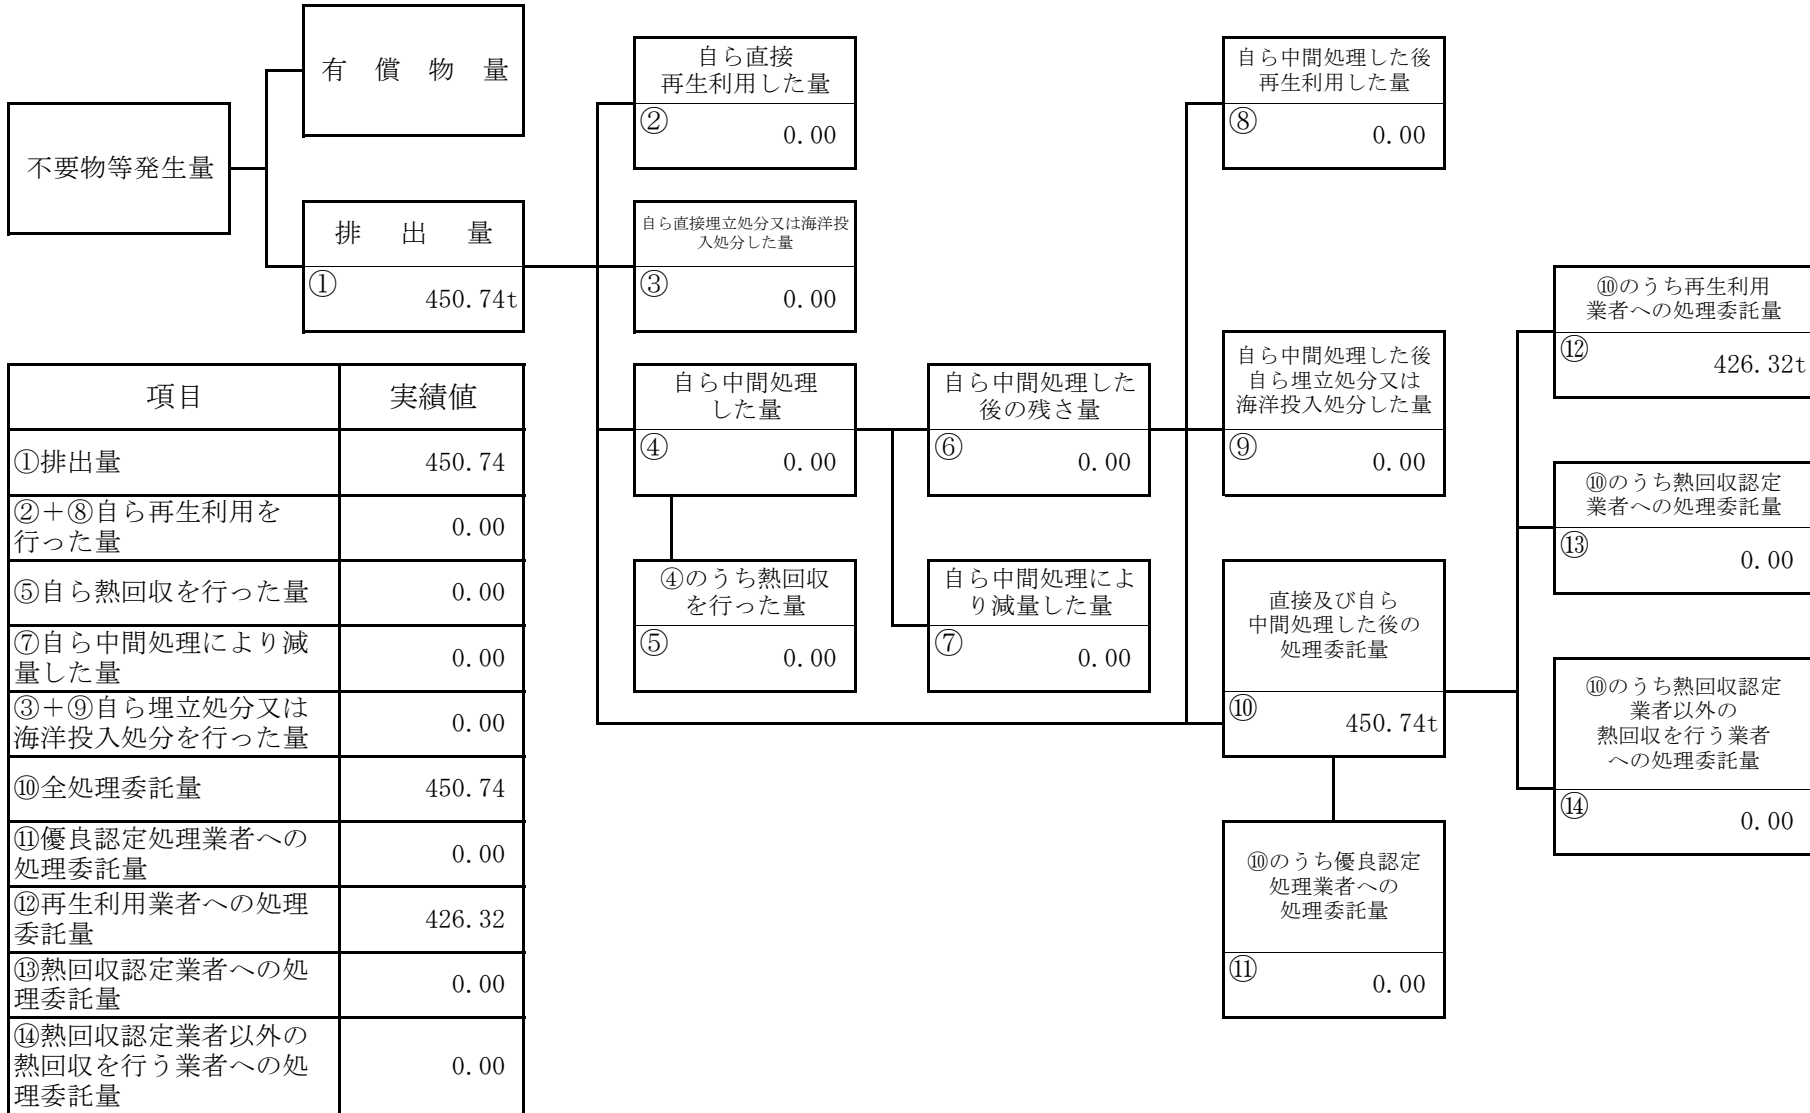 有償物量
不要物等発生量
排出量
①
450.74t
自ら直接
再生利用した量
②
0.00
自ら直接埋立処分又は海洋投
入処分した量
③
0.00
自ら中間処理
した量
④
0.00
④のうち熱回収
を行った量
⑤
0.00
自ら中間処理した
後の残さ量
⑥
0.00
自ら中間処理によ
り減量した量
⑦
0.00
自ら中間処理した後
再生利用した量
⑧
0.00
自ら中間処理した後
自ら埋立処分又は
海洋投入処分した量
⑨
0.00
直接及び自ら
中間処理した後の
処理委託量
⑩
450.74t
⑩のうち優良認定
処理業者への
処理委託量
⑪
0.00
⑩のうち再生利用
業者への処理委託量
⑫
426.32t
⑩のうち熱回収認定
業者への処理委託量
⑬
0.00
⑩のうち熱回収認定
業者以外の
熱回収を行う業者
への処理委託量
⑭
0.00
項目 実績値
①排出量 450.74
②+⑧自ら再生利用を
行った量 0.00
⑤自ら熱回収を行った量 0.00
⑦自ら中間処理により減
量した量 0.00
③+⑨自ら埋立処分又は
海洋投入処分を行った量 0.00
⑩全処理委託量 450.74
⑪優良認定処理業者への
処理委託量 0.00
⑫再生利用業者への処理
委託量 426.32
⑬熱回収認定業者への処
理委託量 0.00
⑭熱回収認定業者以外の
熱回収を行う業者への処
理委託量 0.00